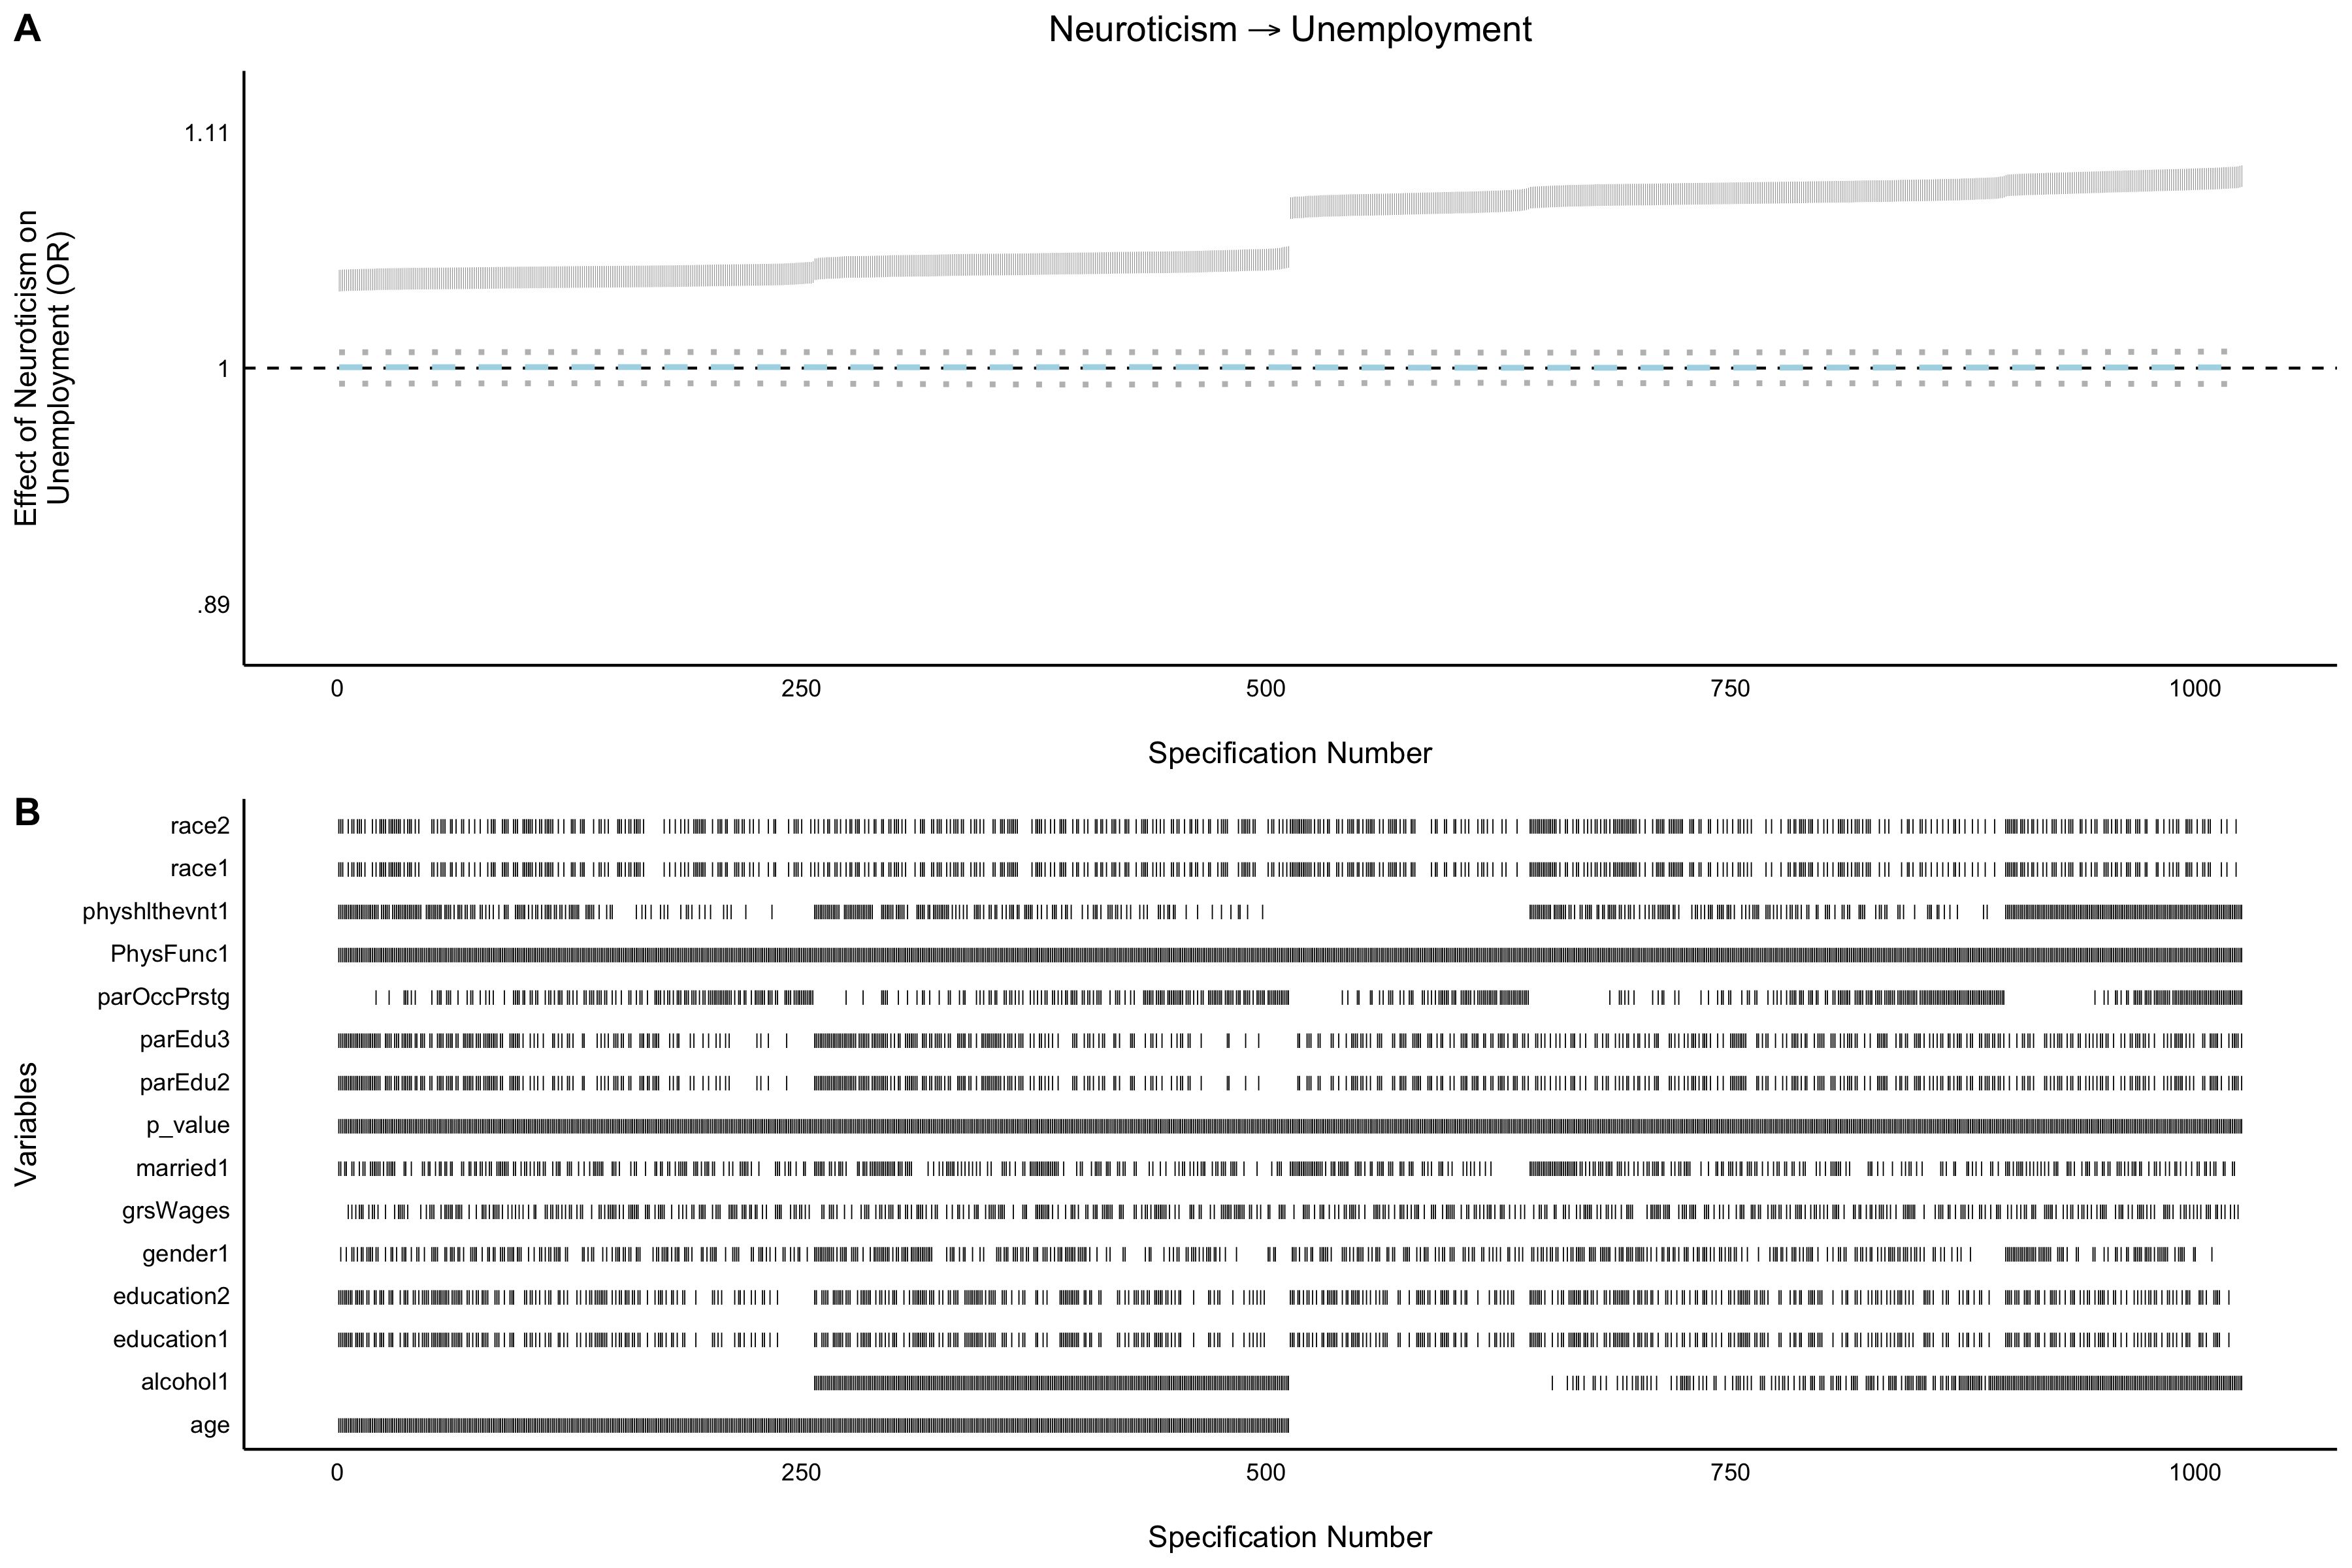 A
Neuroticism → Unemployment
Effect of Neuroticism on
Unemployment (OR)
1.11
1
.89
0 250 500 750 1000
Specification Number
B
Variables
race2
race1
physhlthevnt1
PhysFunc1
parOccPrstg
parEdu3
parEdu2
p_value
married1
grsWages
gender1
education2
education1
alcohol1
age
0 250 500 750 1000
Specification Number